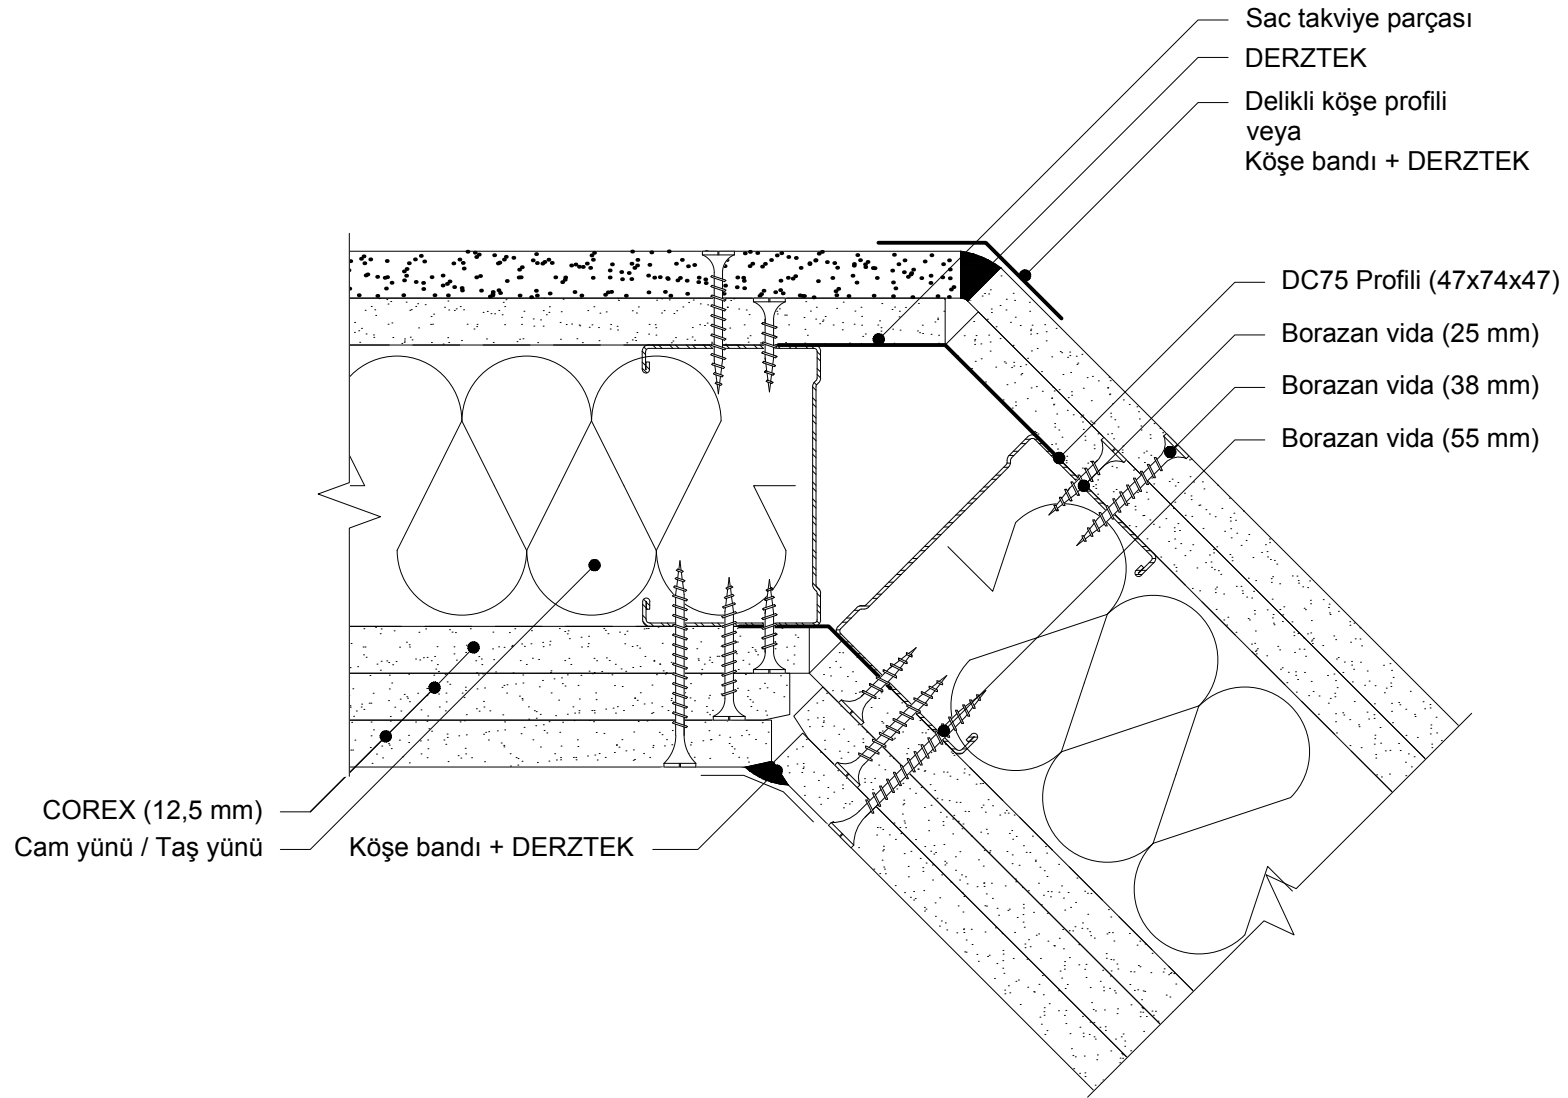 Sac takviye parçası
DERZTEK
Delikli köşe profili
veya
Köşe bandı + DERZTEK
DC75 Profili (47x74x47)
Borazan vida (25 mm)
Borazan vida (38 mm)
Borazan vida (55 mm)
COREX (12,5 mm)
Cam yünü / Taş yünü
Köşe bandı + DERZTEK